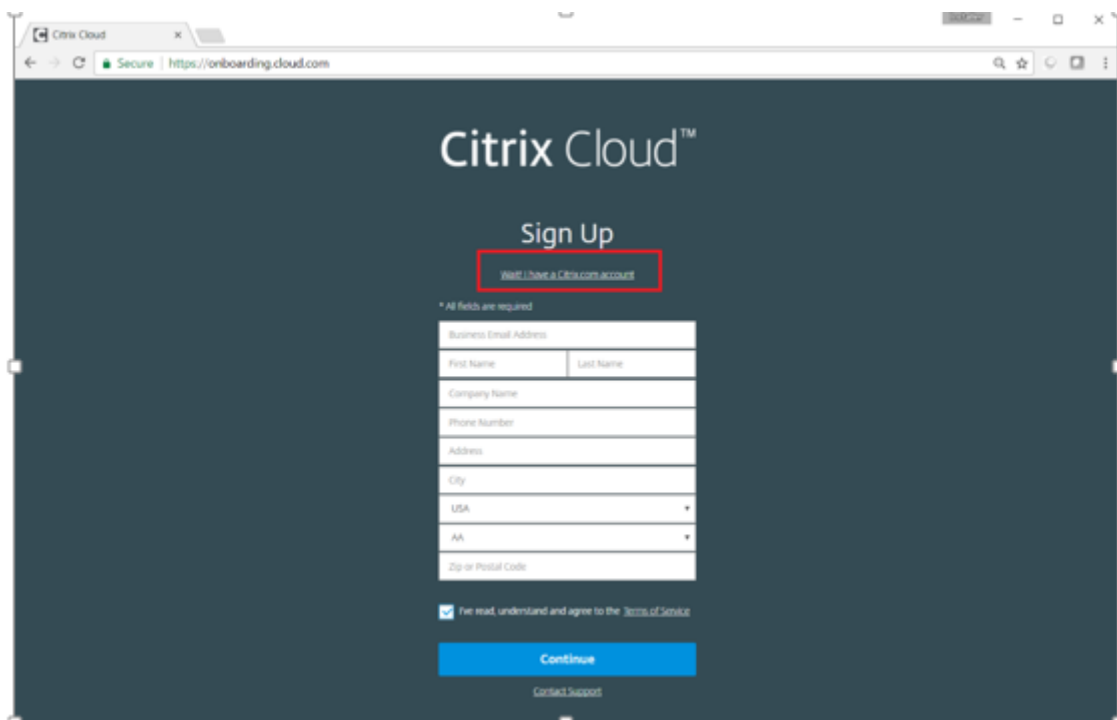 Citrix Cloud
Secure | https://onboarding.cloud.com
Citrix Cloud™
Sign Up
Wait! I have a Citrix.com account
* All fields are required
Business Email Address
First Name Last Name
Company Name
Phone Number
Address
City
USA
AA
Zip or Postal Code
I've read, understand and agree to the Terms of Service
Continue
Contact Support